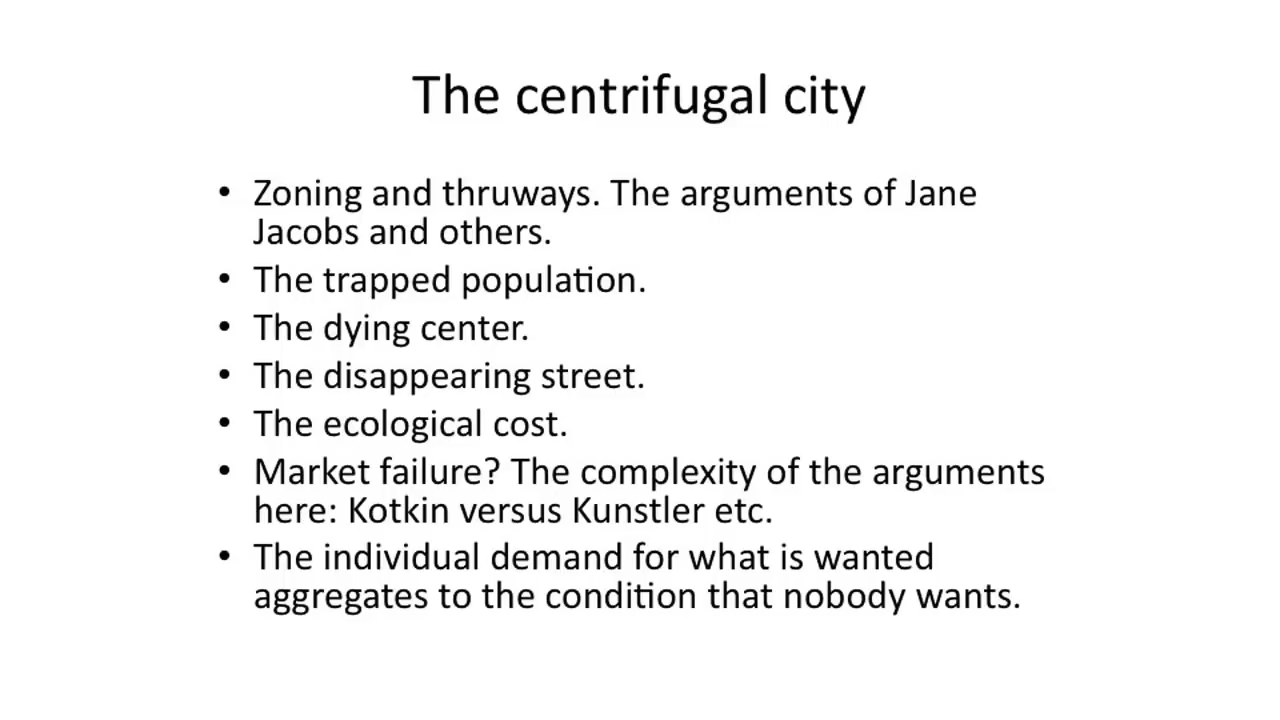 The centrifugal city
• Zoning and thruways. The arguments of Jane
Jacobs and others.
• The trapped population.
• The dying center.
• The disappearing street.
• The ecological cost.
• Market failure? The complexity of the arguments
here: Kotkin versus Kunstler etc.
• The individual demand for what is wanted
aggregates to the condition that nobody wants.